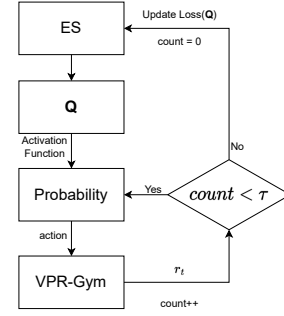 Update Loss(Q)
ES
count = 0
Q
Activation
Function
No
Probability
Yes
count < τ
action
VPR-Gym
r_t
count++